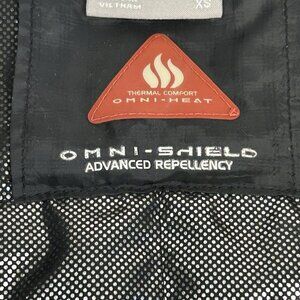 VIETNAM
XS
THERMAL COMFORT
OMNI-HEAT
OMNI-SHIELD
ADVANCED REPELLENCY